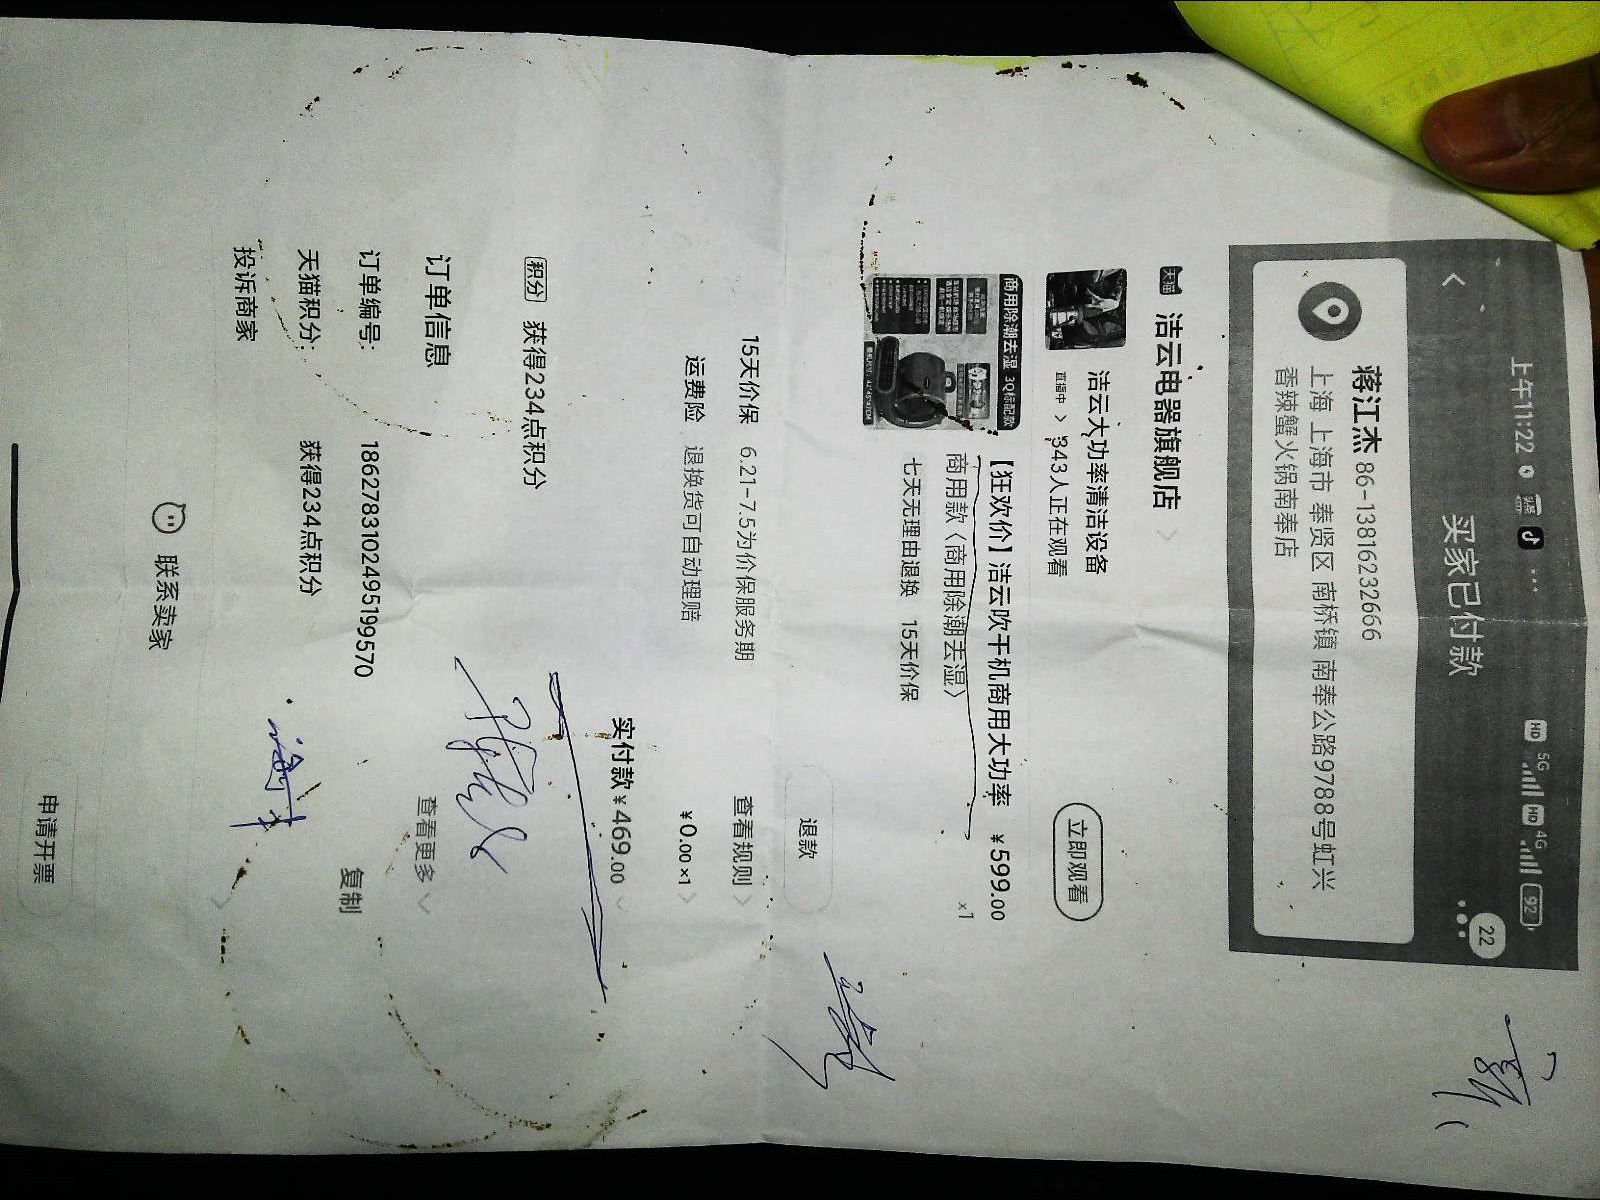 上午11:22
HD 5G HD 4G 92
买家已付款
22
蒋江杰 86-13816232666
上海 上海市 奉贤区 南桥镇 南奉公路9788号虹兴
香辣蟹火锅南奉店
天猫 洁云电器旗舰店
洁云大功率清洁设备
直播中 > 343人正在观看
立即观看
商用除潮去湿 3Q标配款
【狂欢价】洁云吹干机商用大功率 ¥599.00
商用款〈商用除潮去湿〉 x1
七天无理由退换 15天价保
退款
15天价保 6.21-7.5为价保服务期 查看规则
运费险 退换货可自动理赔 ¥0.00 x1
实付款 ¥469.00
积分 获得234点积分
订单信息 查看更多
订单编号: 1862783102495199570 复制
天猫积分: 获得234点积分
投诉商家
联系卖家
申请开票